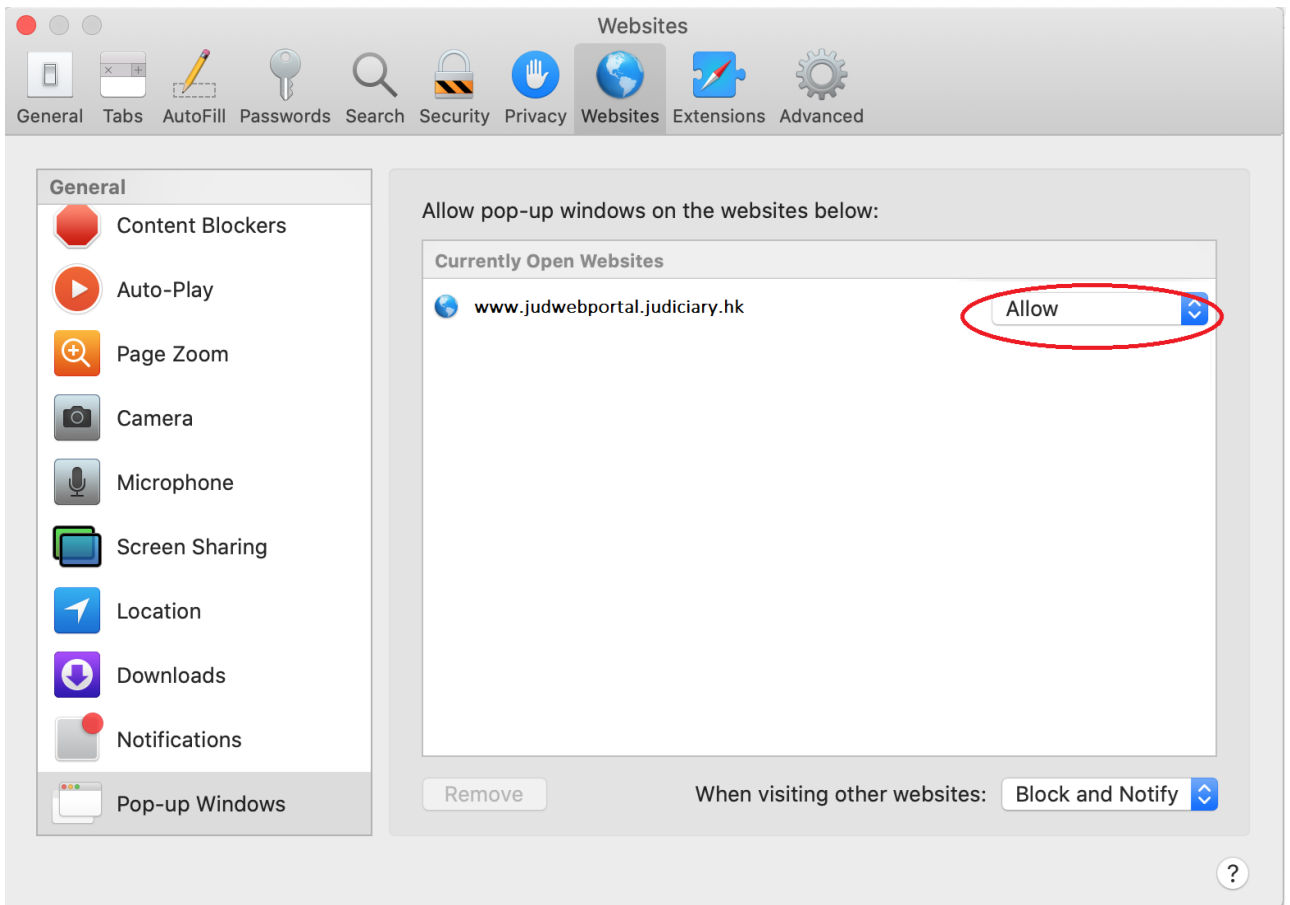 Websites
General Tabs AutoFill Passwords Search Security Privacy Websites Extensions Advanced
General
Content Blockers
Auto-Play
Page Zoom
Camera
Microphone
Screen Sharing
Location
Downloads
Notifications
Pop-up Windows
Allow pop-up windows on the websites below:
Currently Open Websites
www.judwebportal.judiciary.hk Allow
Remove When visiting other websites: Block and Notify
?